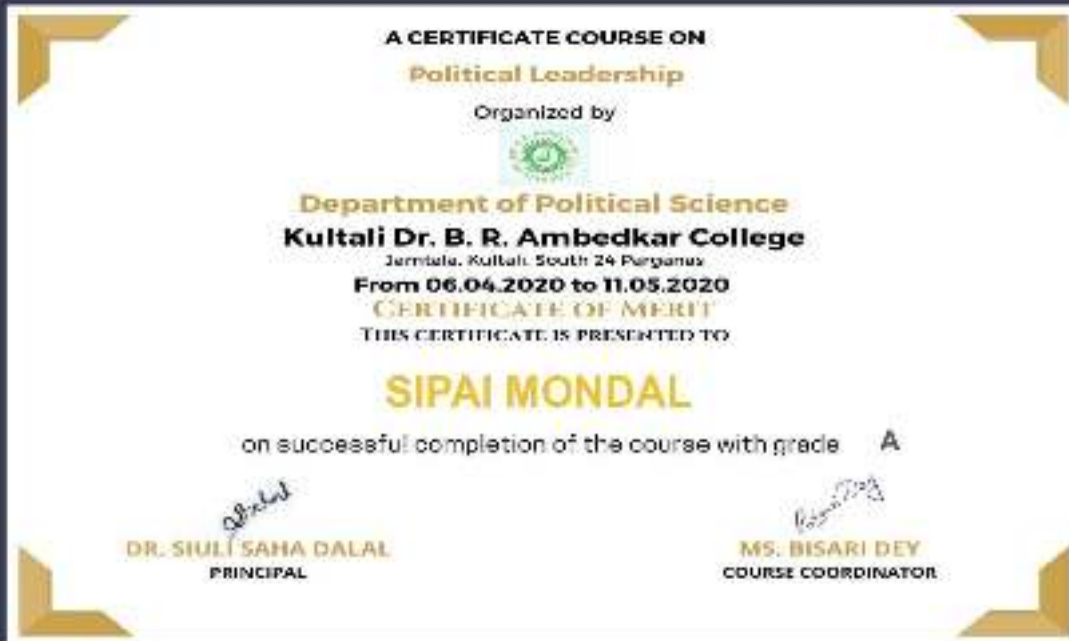 A CERTIFICATE COURSE ON
Political Leadership
Organized by
Department of Political Science
Kultali Dr. B. R. Ambedkar College
Jamtala, Kultali, South 24 Parganas
From 06.04.2020 to 11.05.2020
CERTIFICATE OF MERIT
THIS CERTIFICATE IS PRESENTED TO
SIPAI MONDAL
on successful completion of the course with grade A
DR. SIULI SAHA DALAL
MS. BISARI DEY
PRINCIPAL
COURSE COORDINATOR